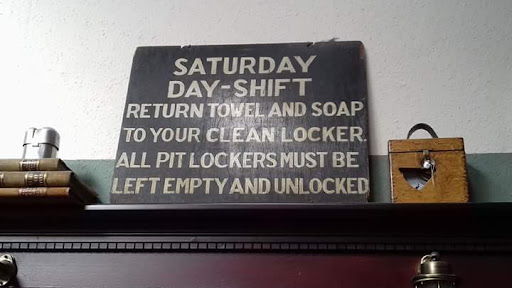 SATURDAY
DAY-SHIFT
RETURN TOWEL AND SOAP
TO YOUR CLEAN LOCKER.
ALL PIT LOCKERS MUST BE
LEFT EMPTY AND UNLOCKED